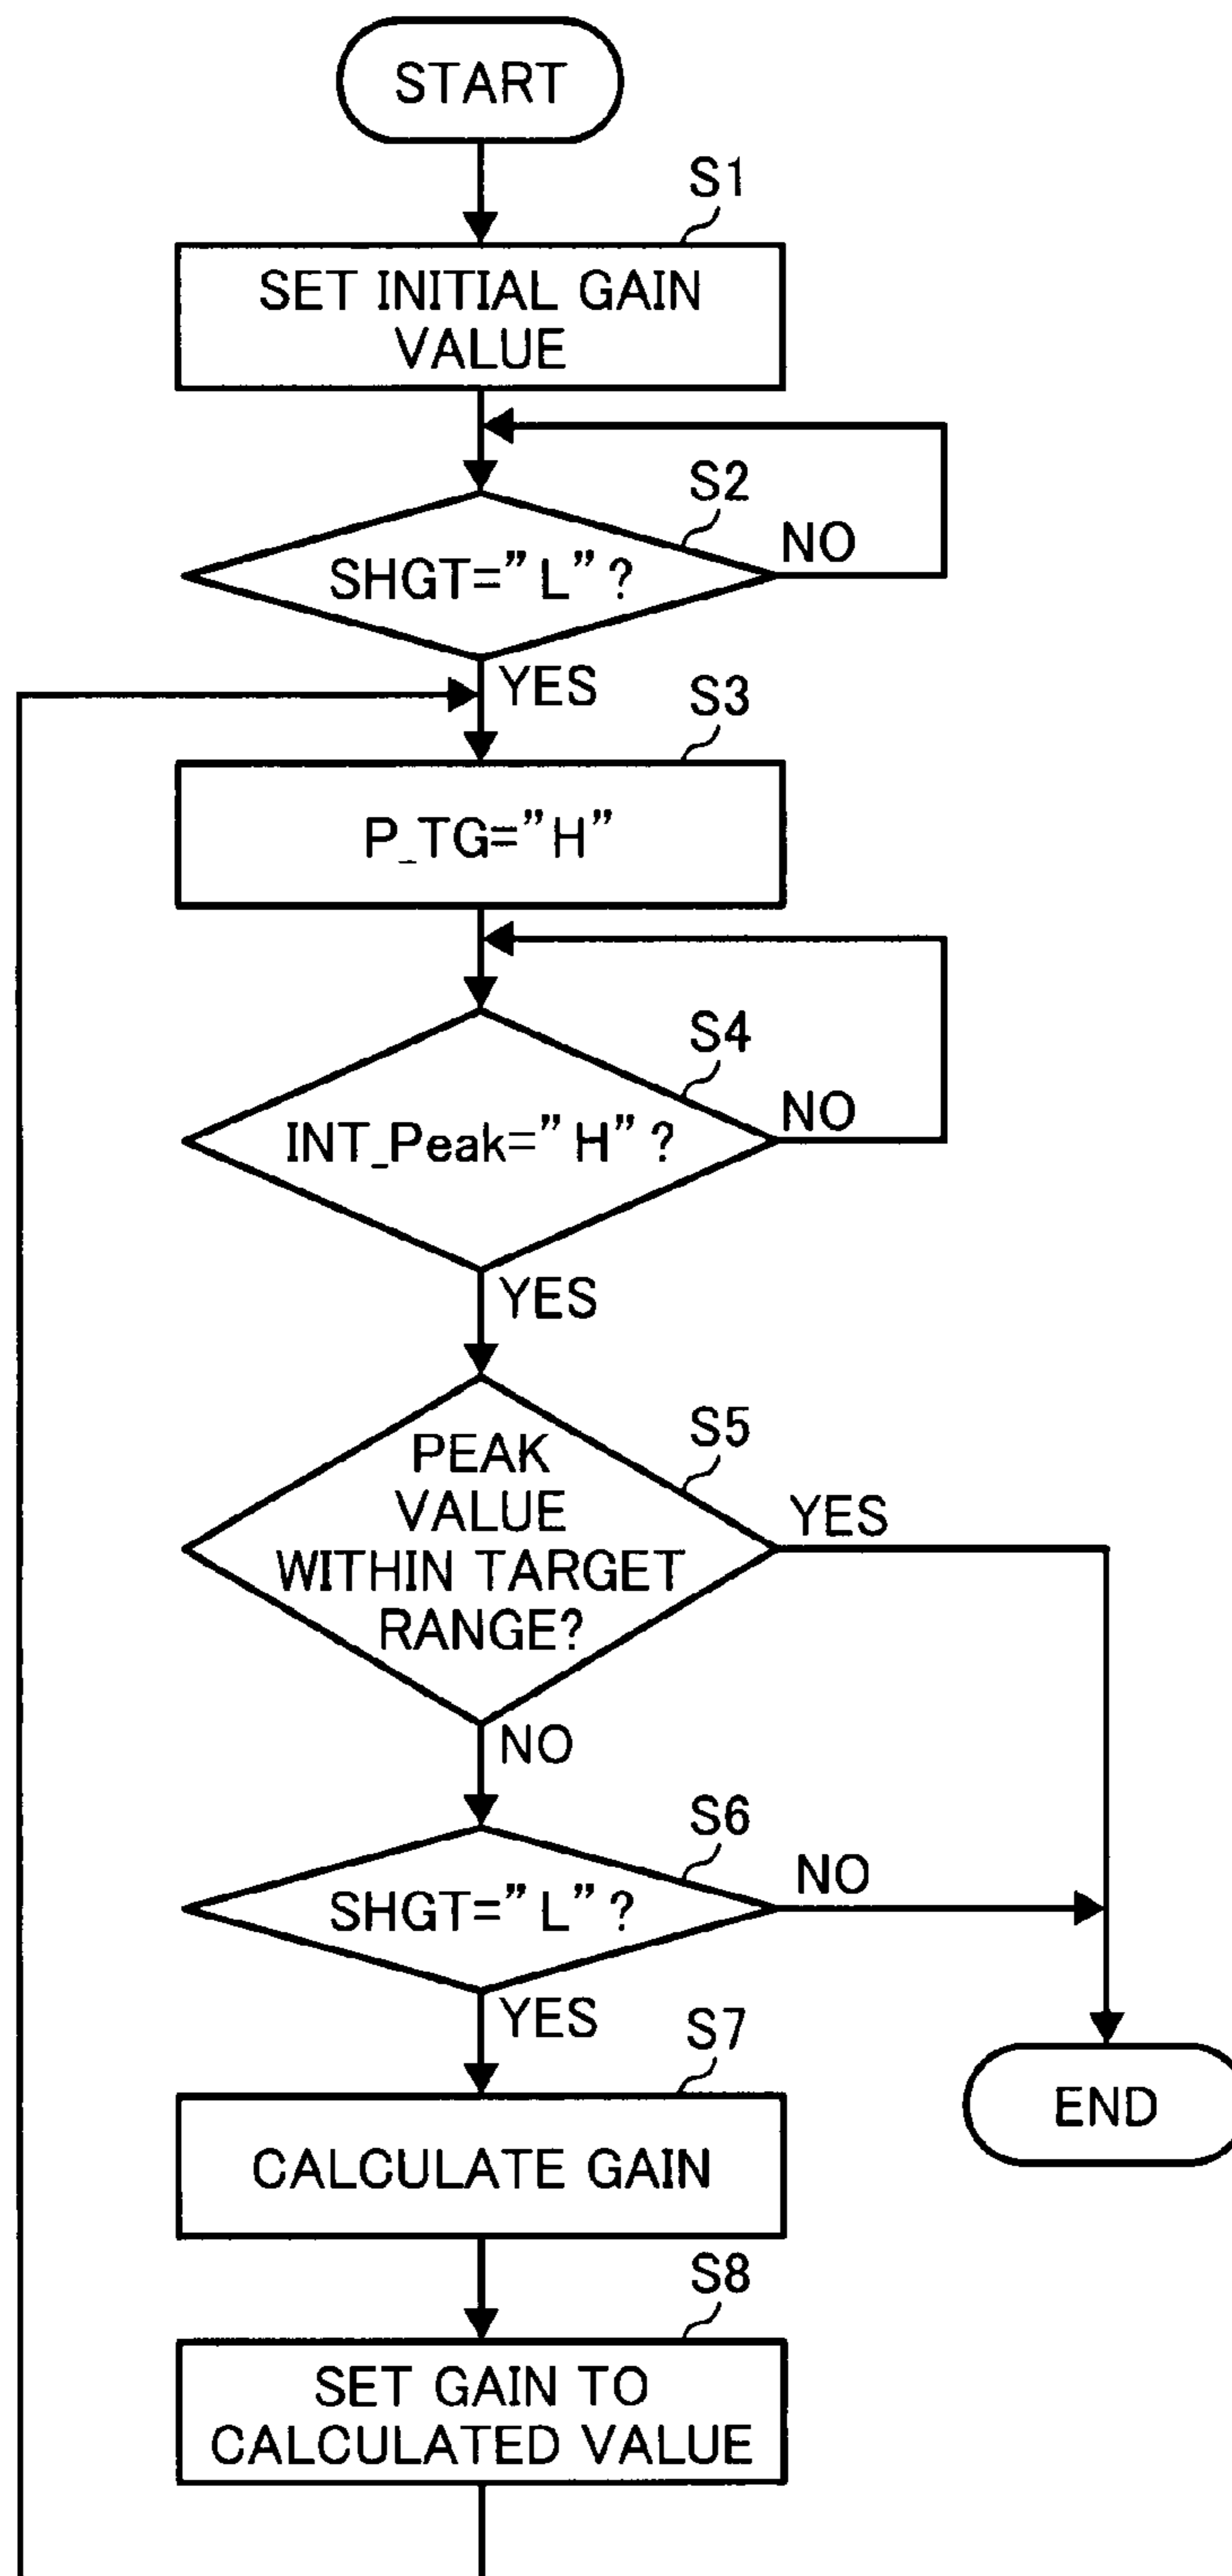 START
S1
SET INITIAL GAIN
VALUE
S2
SHGT="L"?
NO
YES
S3
P_TG="H"
S4
INT_Peak="H"?
NO
YES
S5
PEAK
VALUE
WITHIN TARGET
RANGE?
YES
NO
S6
SHGT="L"?
NO
YES
S7
CALCULATE GAIN
END
S8
SET GAIN TO
CALCULATED VALUE